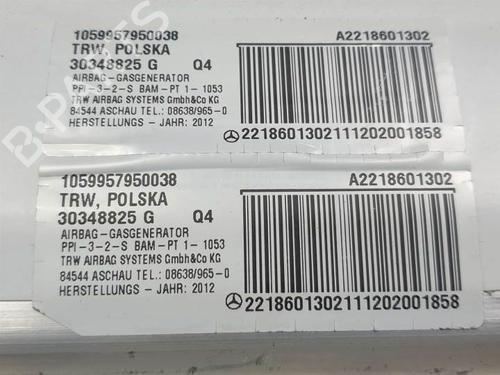 1059957950038 A2218601302
TRW, POLSKA
30348825 G Q4
AIRBAG-GASGENERATOR
PPI-3-2-S BAM-PT 1-1053
TRW AIRBAG SYSTEMS GmbH&Co KG
84544 ASCHAU TEL.: 08638/965-0
HERSTELLUNGS - JAHR: 2012
2218601302111202001858
1059957950038 A2218601302
TRW, POLSKA
30348825 G Q4
AIRBAG-GASGENERATOR
PPI-3-2-S BAM-PT 1-1053
TRW AIRBAG SYSTEMS GmbH&Co KG
84544 ASCHAU TEL.: 08638/965-0
HERSTELLUNGS - JAHR: 2012
2218601302111202001858
B-PARTS